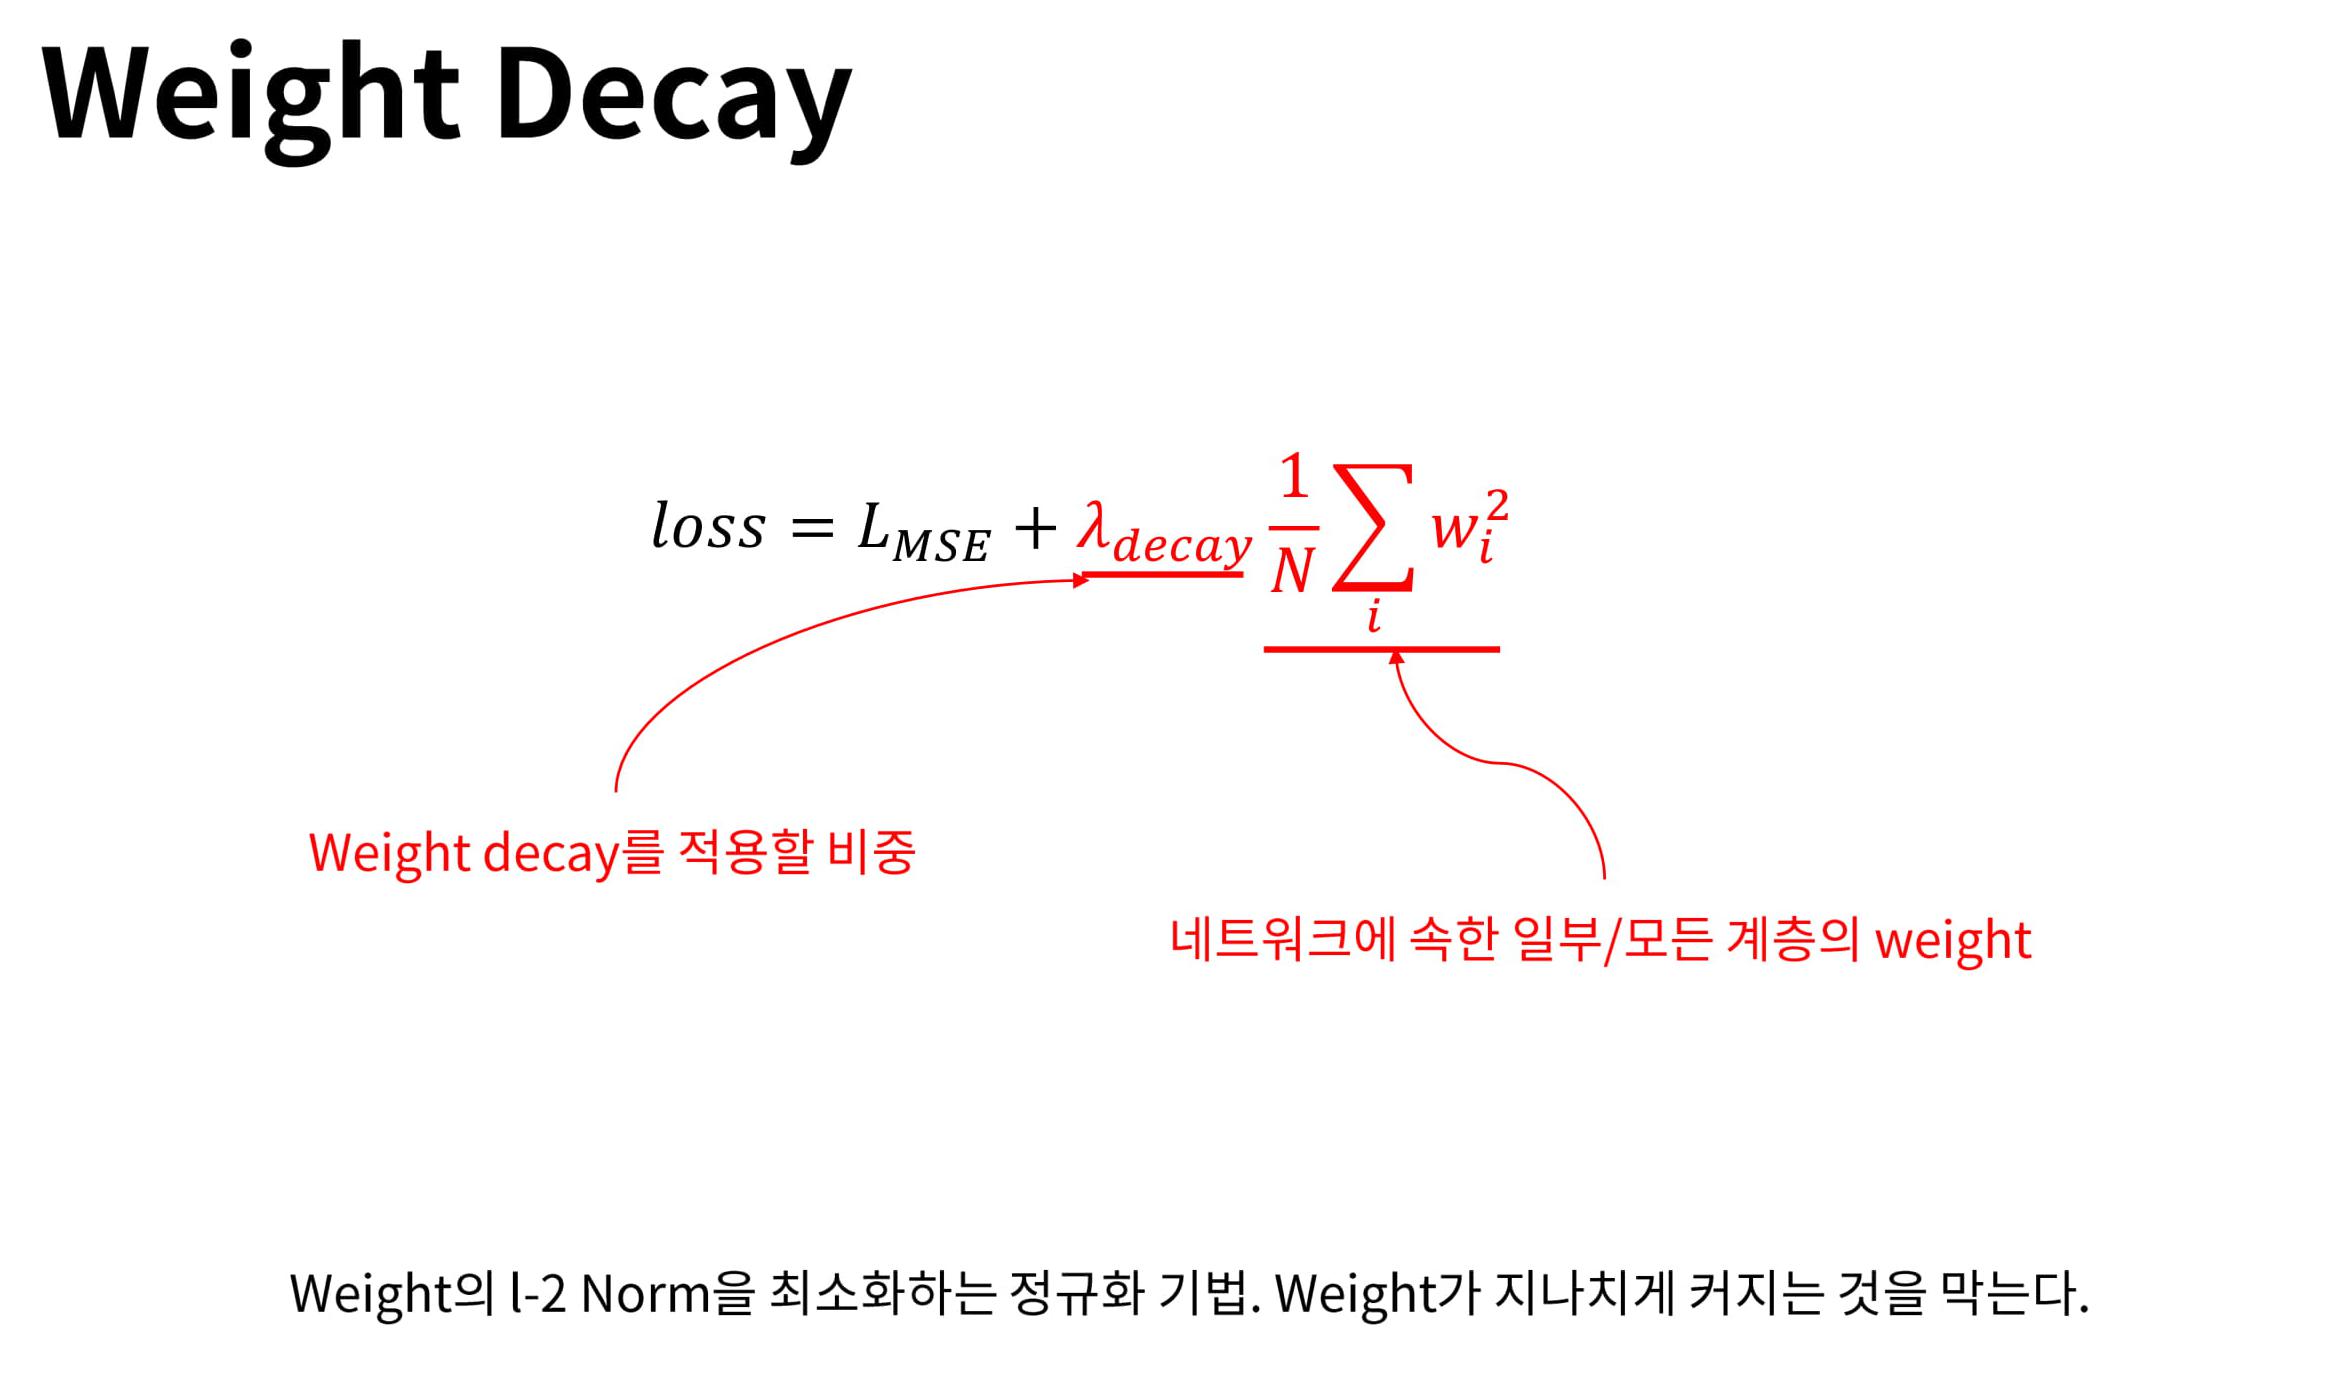 Weight Decay
loss = L_{MSE} + λ_{decay} \frac{1}{N} \sum_{i} w_i^2
Weight decay를 적용할 비중
네트워크에 속한 일부/모든 계층의 weight
Weight의 l-2 Norm을 최소화하는 정규화 기법. Weight가 지나치게 커지는 것을 막는다.